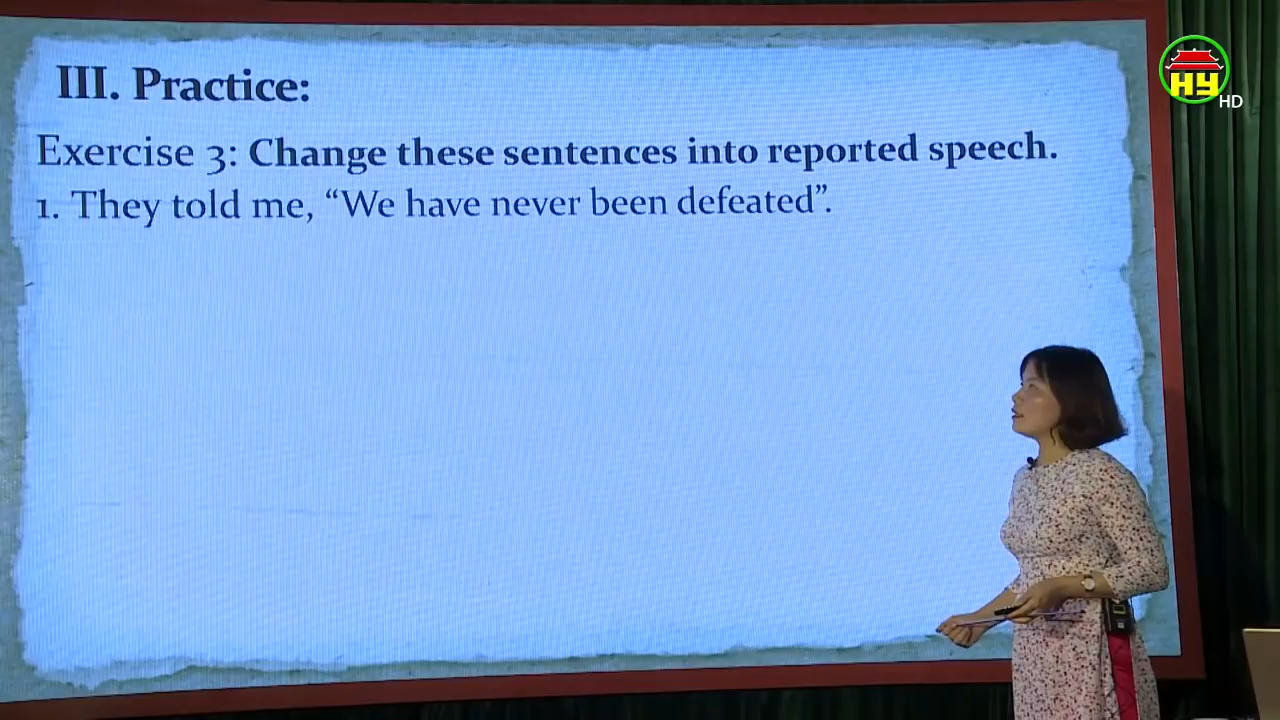 III. Practice:
Exercise 3: Change these sentences into reported speech.
1. They told me, “We have never been defeated”.
HY
HD